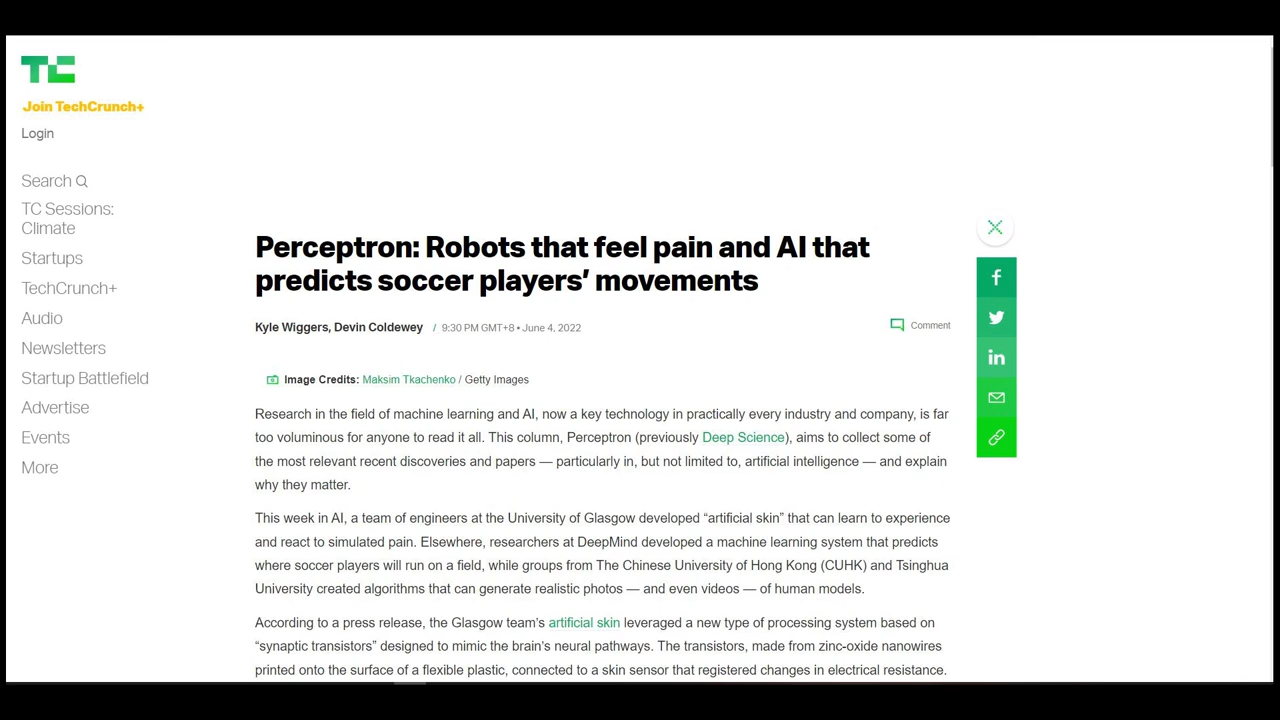 TC
Join TechCrunch+
Login
Search
TC Sessions:
Climate
Startups
TechCrunch+
Audio
Newsletters
Startup Battlefield
Advertise
Events
More
Perceptron: Robots that feel pain and AI that
predicts soccer players’ movements
Kyle Wiggers, Devin Coldewey / 9:30 PM GMT+8 • June 4, 2022
Comment
Image Credits: Maksim Tkachenko / Getty Images
Research in the field of machine learning and AI, now a key technology in practically every industry and company, is far
too voluminous for anyone to read it all. This column, Perceptron (previously Deep Science), aims to collect some of
the most relevant recent discoveries and papers — particularly in, but not limited to, artificial intelligence — and explain
why they matter.
This week in AI, a team of engineers at the University of Glasgow developed “artificial skin” that can learn to experience
and react to simulated pain. Elsewhere, researchers at DeepMind developed a machine learning system that predicts
where soccer players will run on a field, while groups from The Chinese University of Hong Kong (CUHK) and Tsinghua
University created algorithms that can generate realistic photos — and even videos — of human models.
According to a press release, the Glasgow team’s artificial skin leveraged a new type of processing system based on
“synaptic transistors” designed to mimic the brain’s neural pathways. The transistors, made from zinc-oxide nanowires
printed onto the surface of a flexible plastic, connected to a skin sensor that registered changes in electrical resistance.
f
in